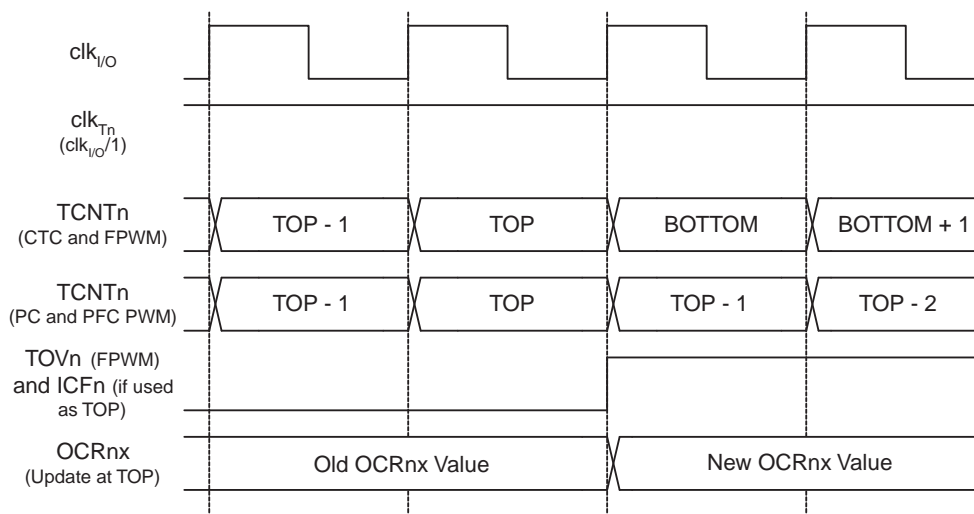 clkI/O
clkTn
(clkI/O/1)
TCNTn
(CTC and FPWM)
TOP - 1
TOP
BOTTOM
BOTTOM + 1
TCNTn
(PC and PFC PWM)
TOP - 1
TOP
TOP - 1
TOP - 2
TOVn (FPWM)
and ICFn (if used
as TOP)
OCRnx
(Update at TOP)
Old OCRnx Value
New OCRnx Value